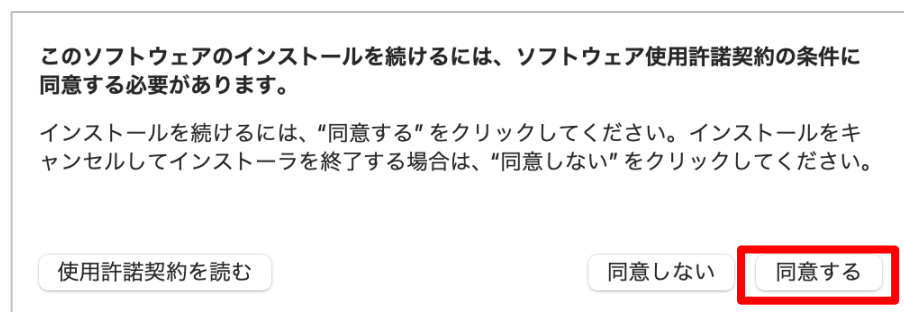 このソフトウェアのインストールを続けるには、ソフトウェア使用許諾契約の条件に
同意する必要があります。
インストールを続けるには、“同意する” をクリックしてください。インストールをキ
ャンセルしてインストーラを終了する場合は、“同意しない” をクリックしてください。
使用許諾契約を読む 同意しない 同意する